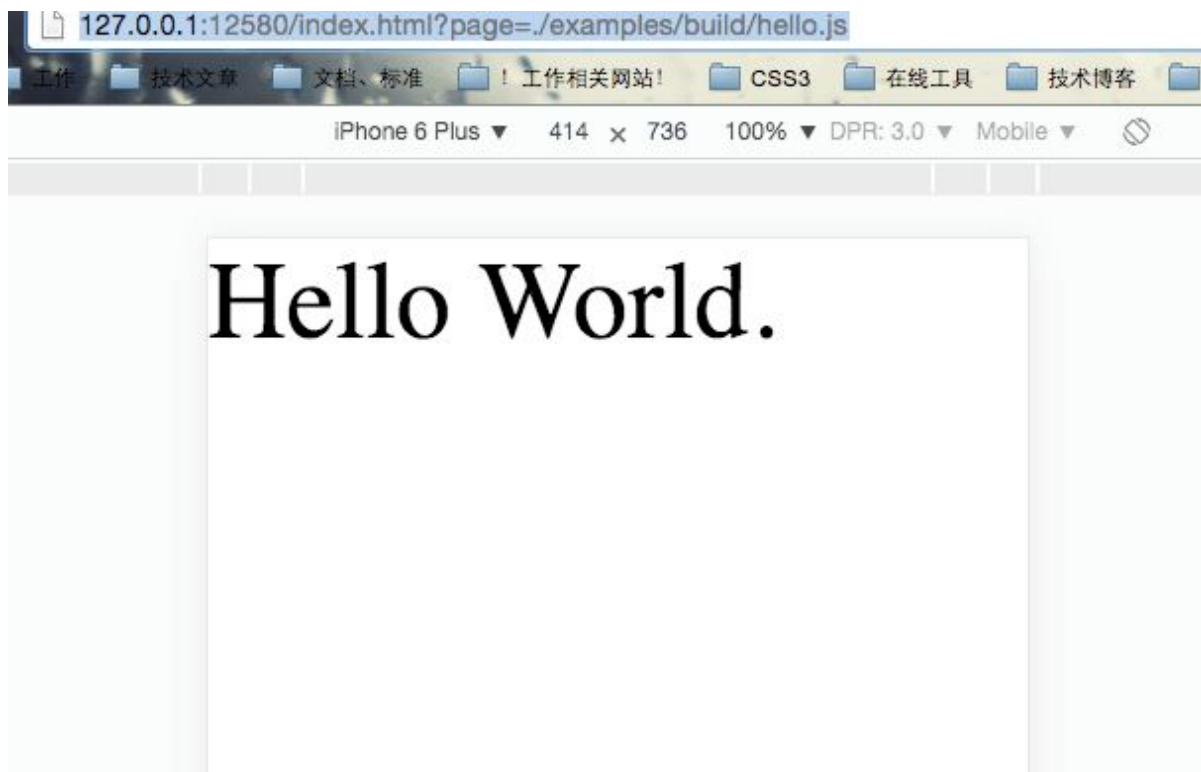 127.0.0.1:12580/index.html?page=./examples/build/hello.js
工作 技术文章 文档、标准 ！工作相关网站！ CSS3 在线工具 技术博客
iPhone 6 Plus ▼ 414 × 736 100% ▼ DPR: 3.0 ▼ Mobile ▼
Hello World.